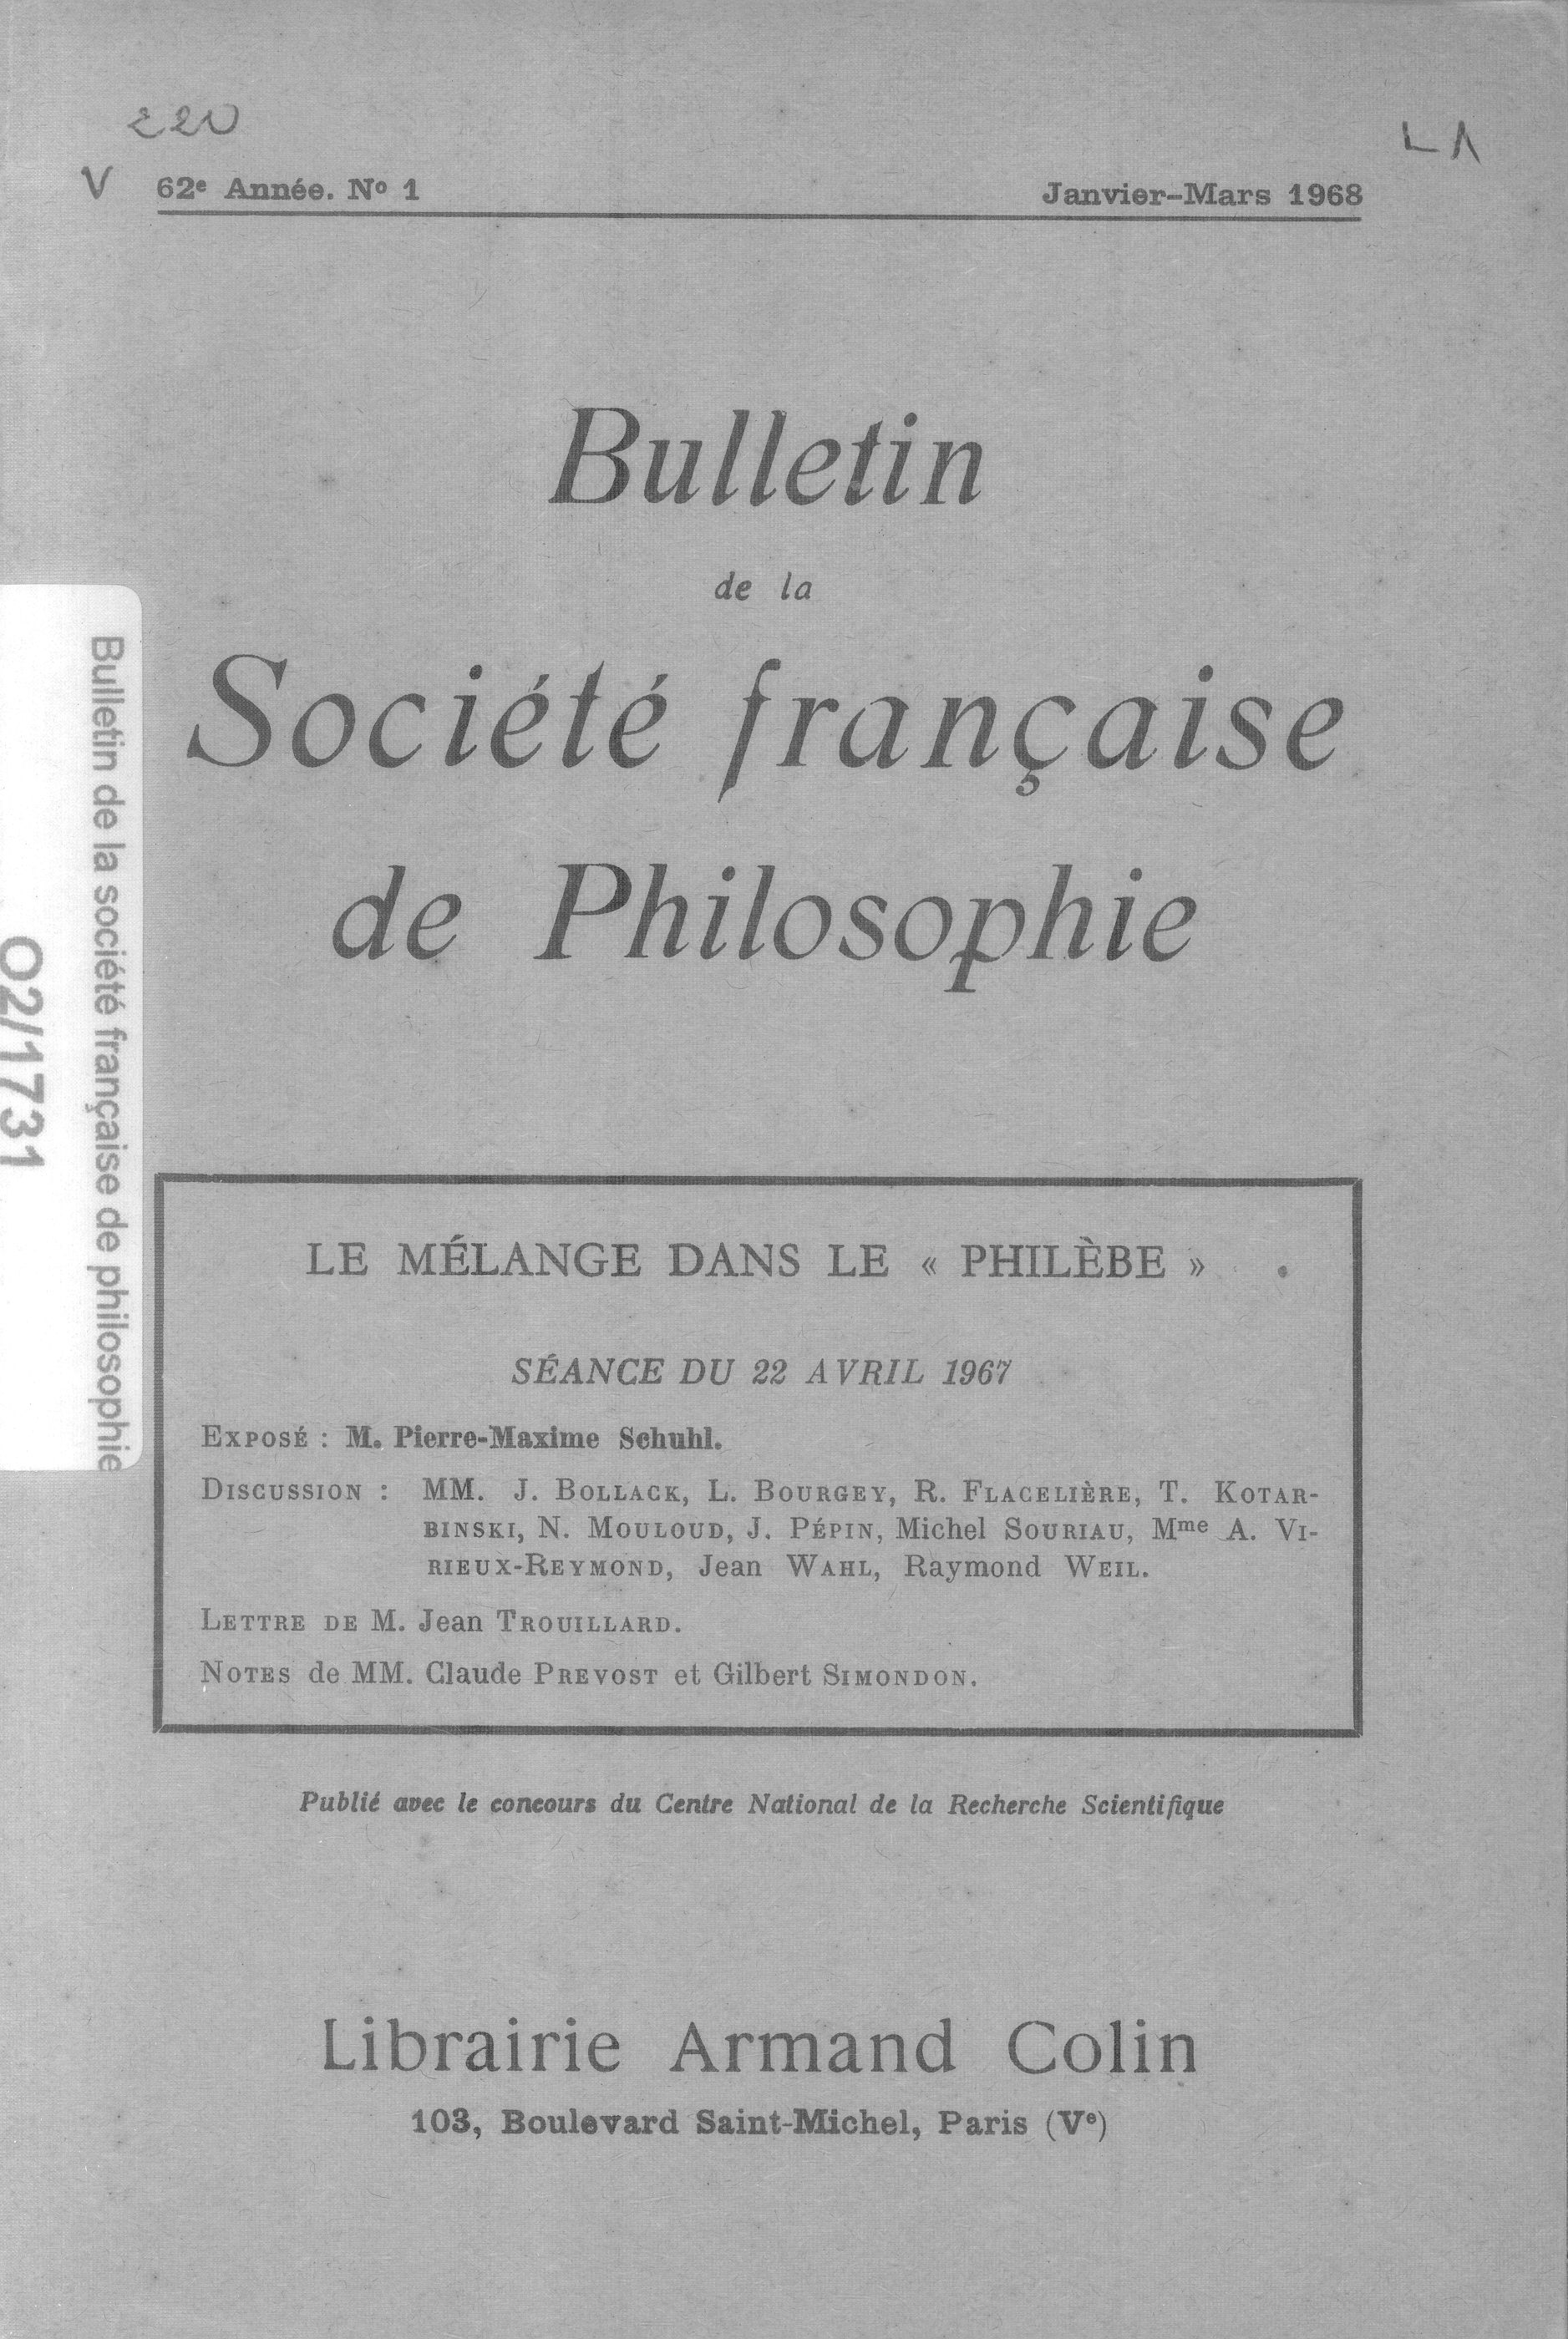 220
V 62e Année. No 1 Janvier-Mars 1968
Bulletin
de la
Société française
de Philosophie
Bulletin de la société française de philosophie
02/1731
LE MÉLANGE DANS LE « PHILÈBE »
SÉANCE DU 22 AVRIL 1967
EXPOSÉ : M. Pierre-Maxime Schuhl.
DISCUSSION : MM. J. BOLLACK, L. BOURGEY, R. FLACELIÈRE, T. KOTAR-
BINSKI, N. MOULOUD, J. PÉPIN, Michel SOURIAU, Mme A. VI-
RIEUX-REYMOND, Jean WAHL, Raymond WEIL.
LETTRE DE M. Jean TROUILLARD.
NOTES de MM. Claude PREVOST et Gilbert SIMONDON.
Publié avec le concours du Centre National de la Recherche Scientifique
Librairie Armand Colin
103, Boulevard Saint-Michel, Paris (Ve)